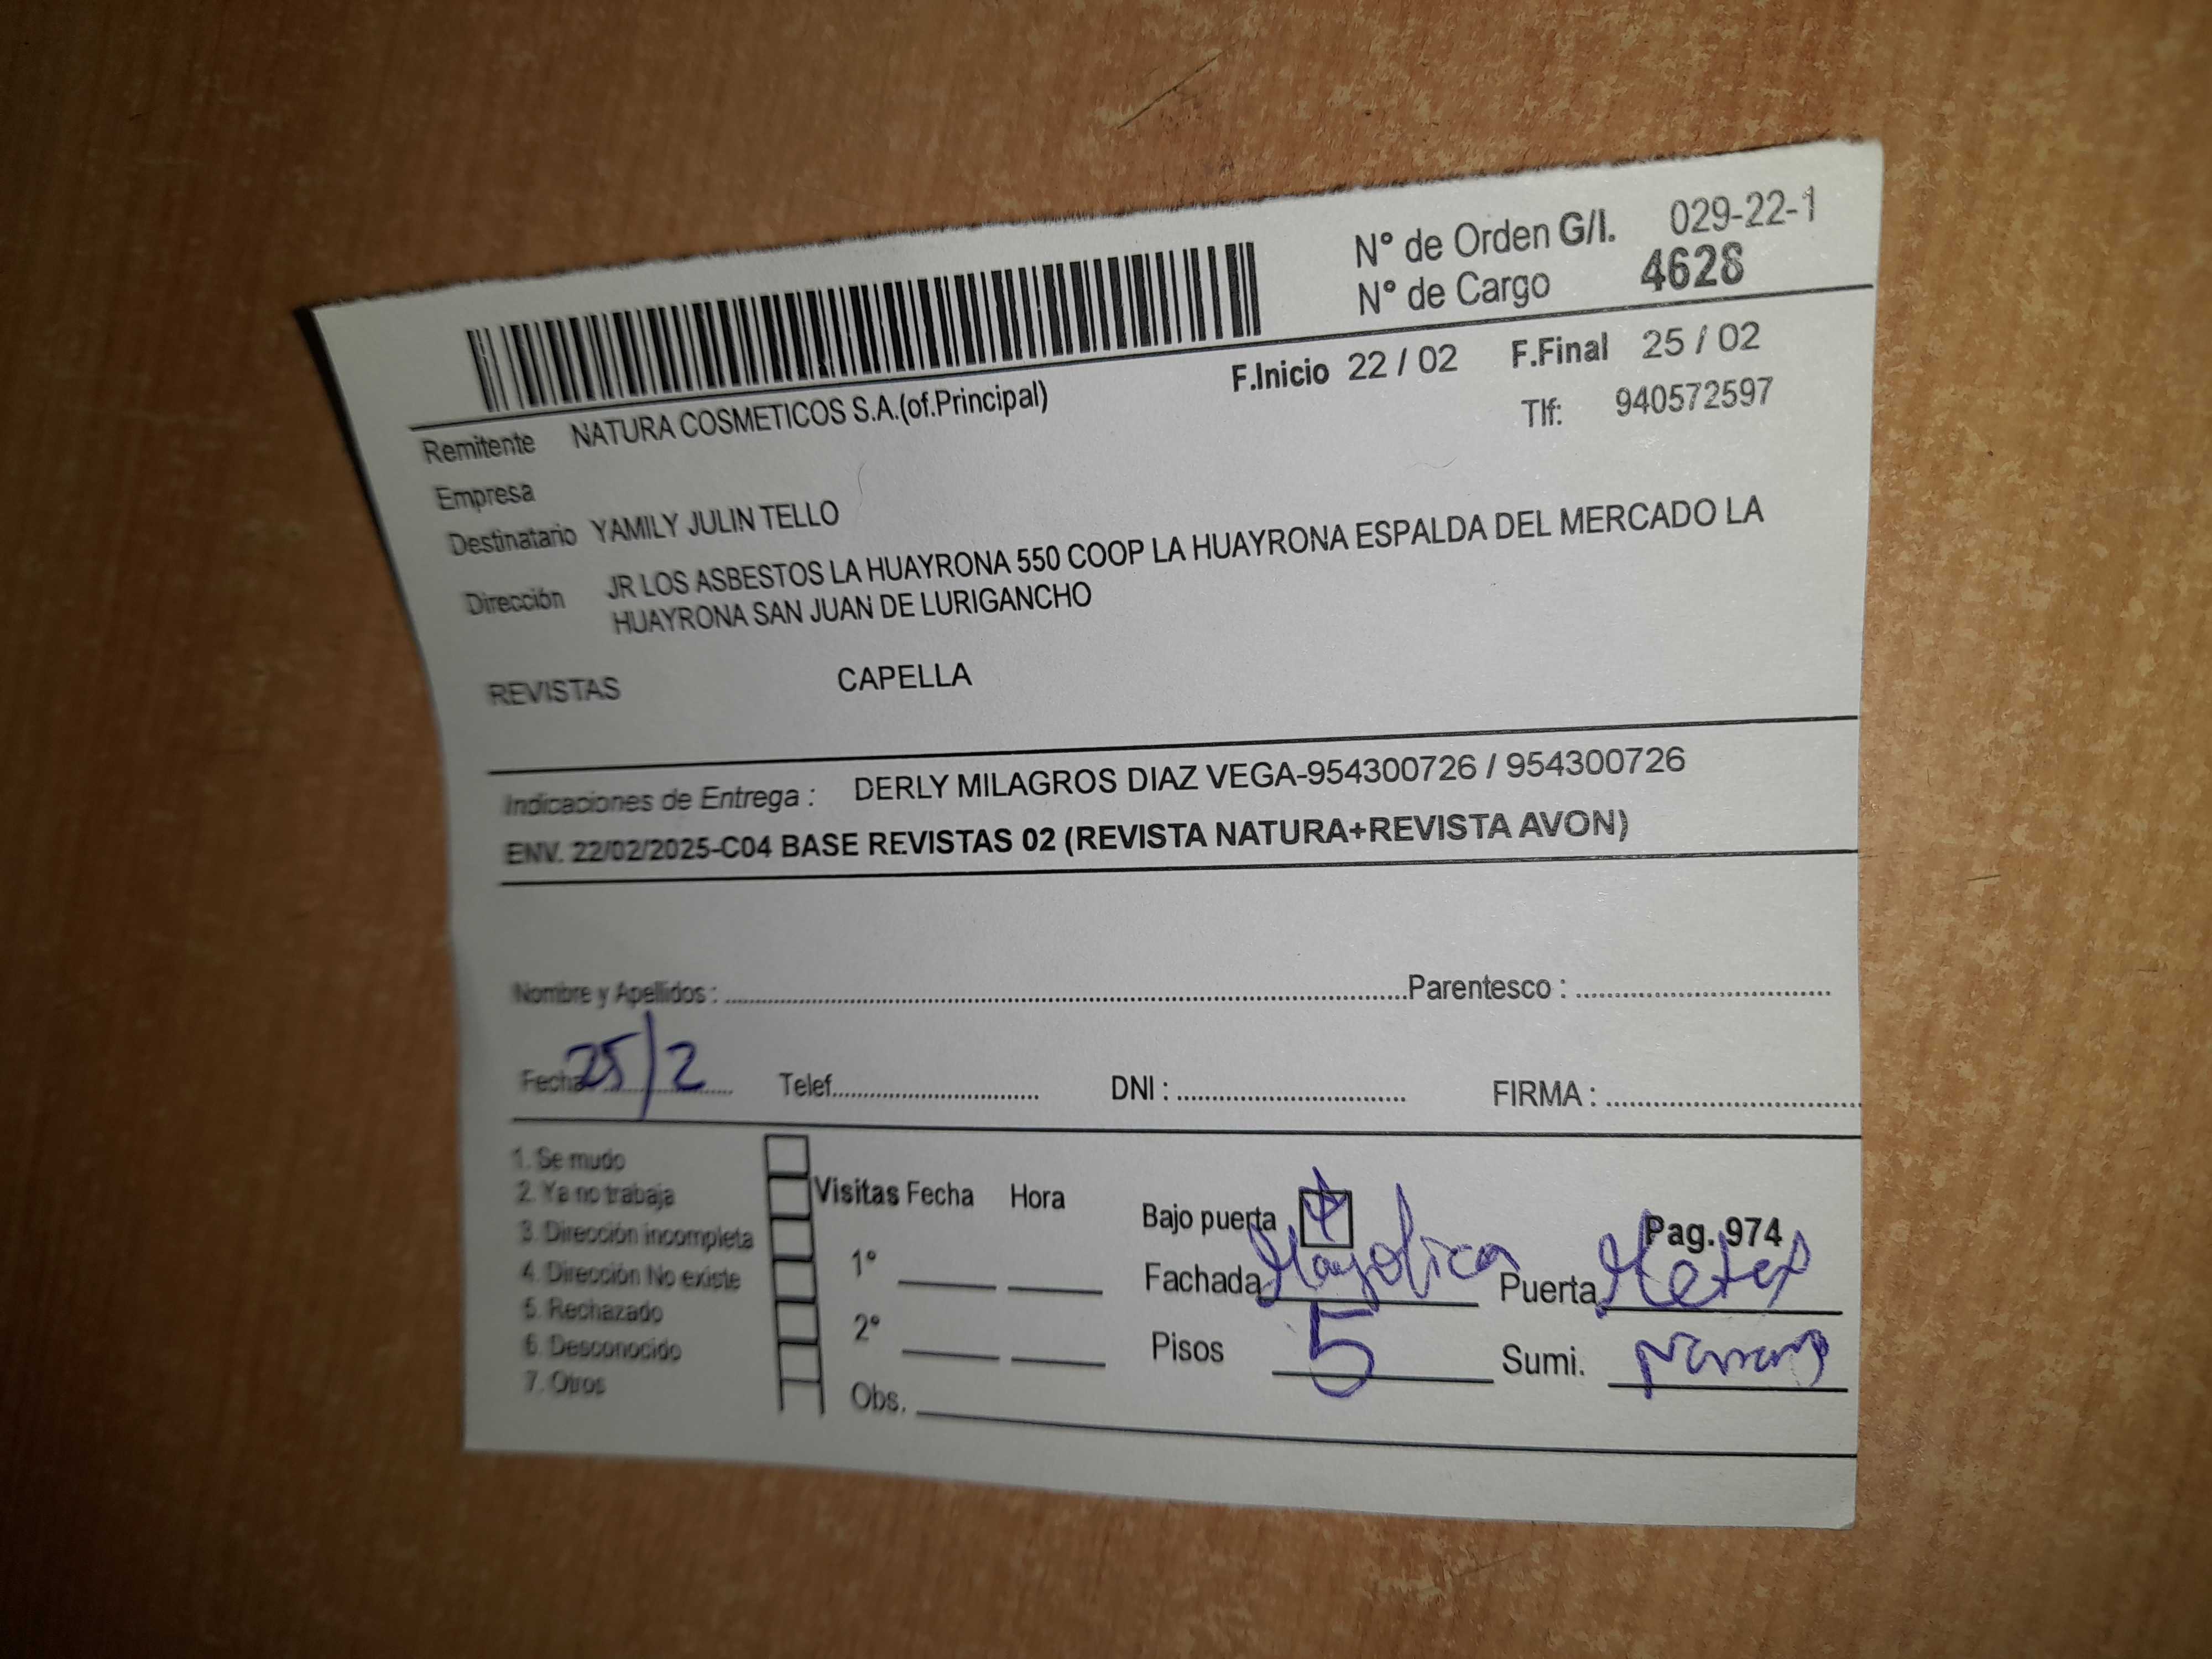 N° de Orden G/I. 029-22-1
N° de Cargo 4628
F.Inicio 22 / 02 F.Final 25 / 02
Remitente NATURA COSMETICOS S.A.(of.Principal) Tlf: 940572597
Empresa
Destinatario YAMILY JULIN TELLO
Dirección JR LOS ASBESTOS LA HUAYRONA 550 COOP LA HUAYRONA ESPALDA DEL MERCADO LA
HUAYRONA SAN JUAN DE LURIGANCHO
REVISTAS CAPELLA
Indicaciones de Entrega : DERLY MILAGROS DIAZ VEGA-954300726 / 954300726
ENV. 22/02/2025-C04 BASE REVISTAS 02 (REVISTA NATURA+REVISTA AVON)
Nombre y Apellidos : Parentesco :
Fecha 25/2 Telef. DNI : FIRMA :
1. Se mudo
2. Ya no trabaja Visitas Fecha Hora Bajo puerta Pag. 974
3. Dirección incompleta
4. Dirección No existe 1° Fachada Mayolica Puerta Metal
5. Rechazado
6. Desconocido 2° Pisos 5 Sumi.
7. Otros Obs.